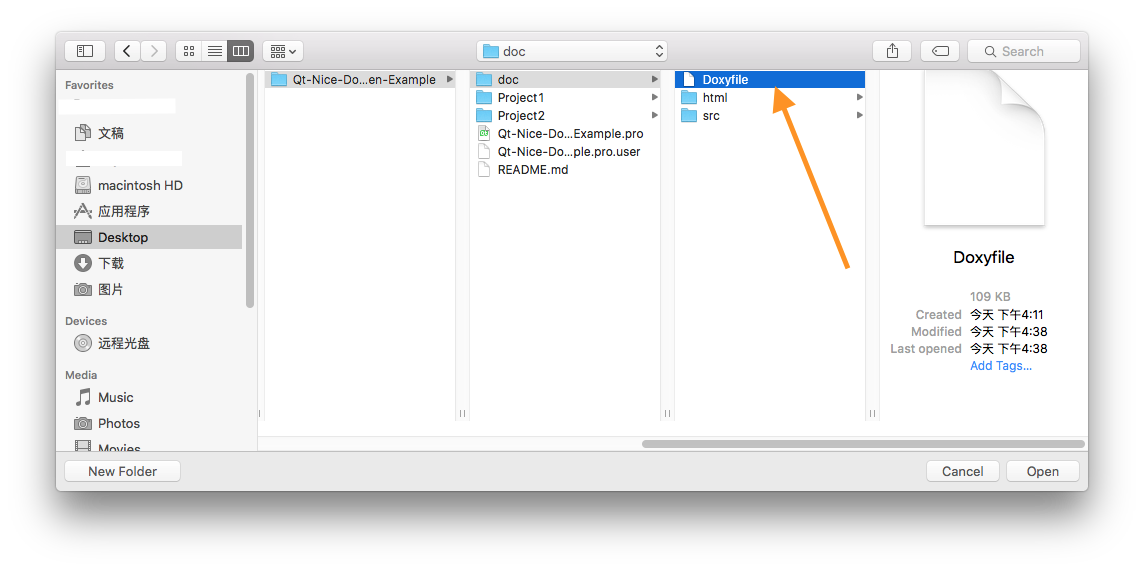 doc
Search
Favorites
文稿
macintosh HD
应用程序
Desktop
下载
图片
Devices
远程光盘
Media
Music
Photos
Movies
Qt-Nice-Do...en-Example
doc
Project1
Project2
Qt-Nice-Do...Example.pro
Qt-Nice-Do...ple.pro.user
README.md
Doxyfile
html
src
Doxyfile
109 KB
Created 今天 下午4:11
Modified 今天 下午4:38
Last opened 今天 下午4:38
Add Tags...
New Folder
Cancel
Open